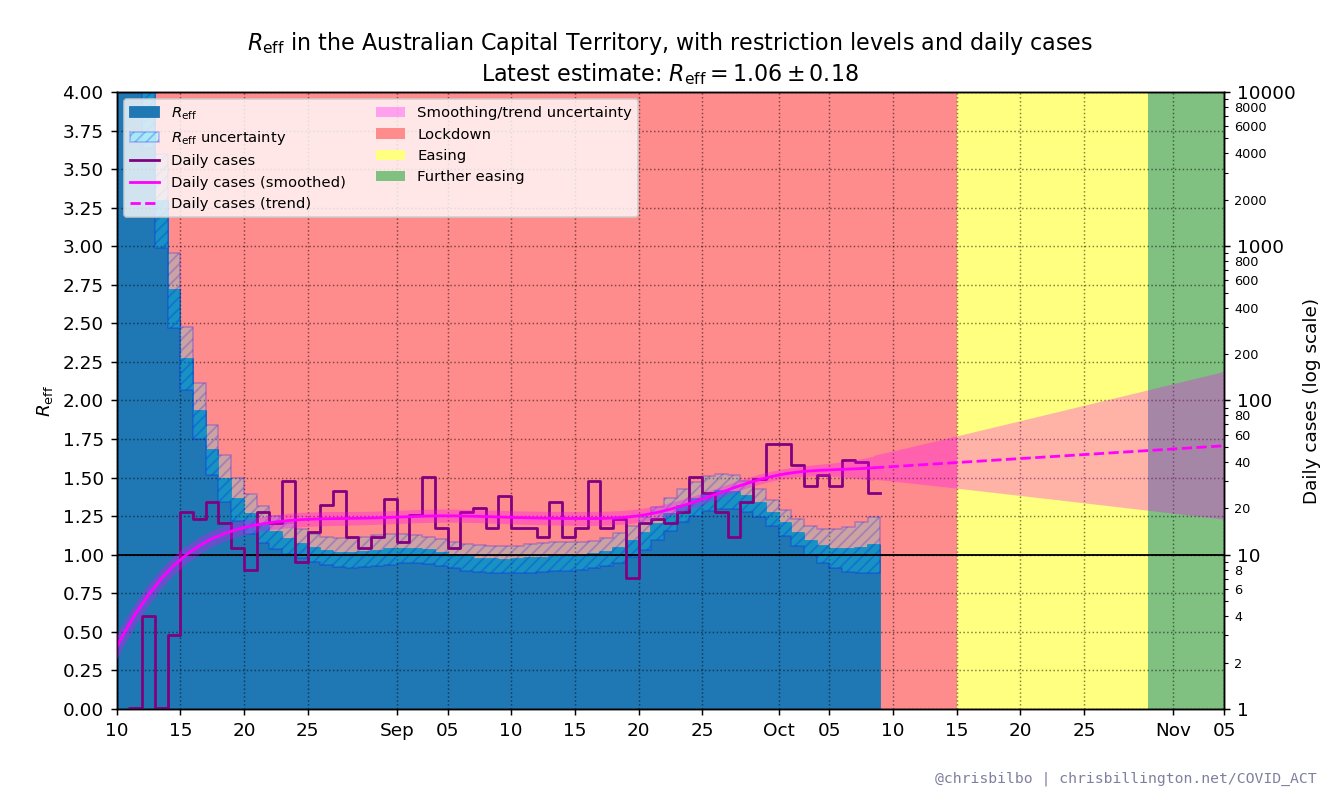 Reff in the Australian Capital Territory, with restriction levels and daily cases
Latest estimate: Reff = 1.06 ± 0.18
Reff
Reff uncertainty
Daily cases
Daily cases (smoothed)
Daily cases (trend)
Smoothing/trend uncertainty
Lockdown
Easing
Further easing
4.00
3.75
3.50
3.25
3.00
2.75
2.50
2.25
2.00
1.75
1.50
1.25
1.00
0.75
0.50
0.25
0.00
Reff
10000
8000
6000
4000
2000
1000
800
600
400
200
100
80
60
40
20
10
8
6
4
2
1
Daily cases (log scale)
10 15 20 25 Sep 05 10 15 20 25 Oct 05 10 15 20 25 Nov 05
@chrisbilbo | chrisbillington.net/COVID_ACT